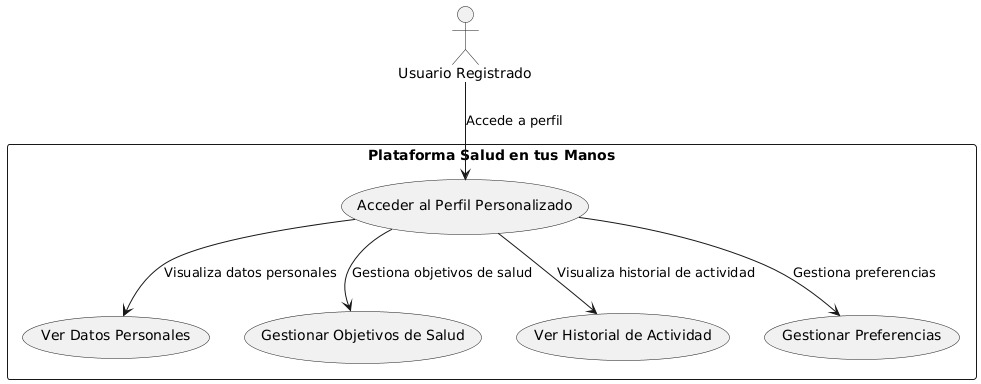 Usuario Registrado
Accede a perfil
Plataforma Salud en tus Manos
Acceder al Perfil Personalizado
Visualiza datos personales
Gestiona objetivos de salud
Visualiza historial de actividad
Gestiona preferencias
Ver Datos Personales
Gestionar Objetivos de Salud
Ver Historial de Actividad
Gestionar Preferencias